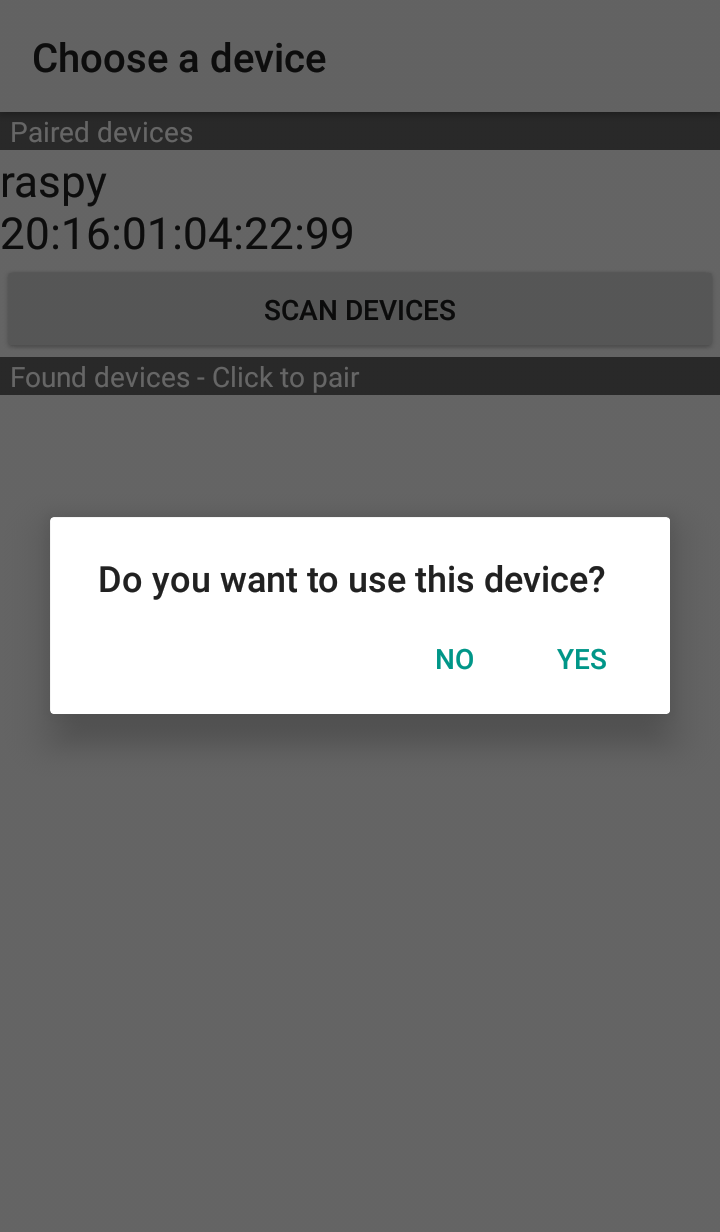 Choose a device
Paired devices
raspy
20:16:01:04:22:99
SCAN DEVICES
Found devices - Click to pair
Do you want to use this device?
NO YES